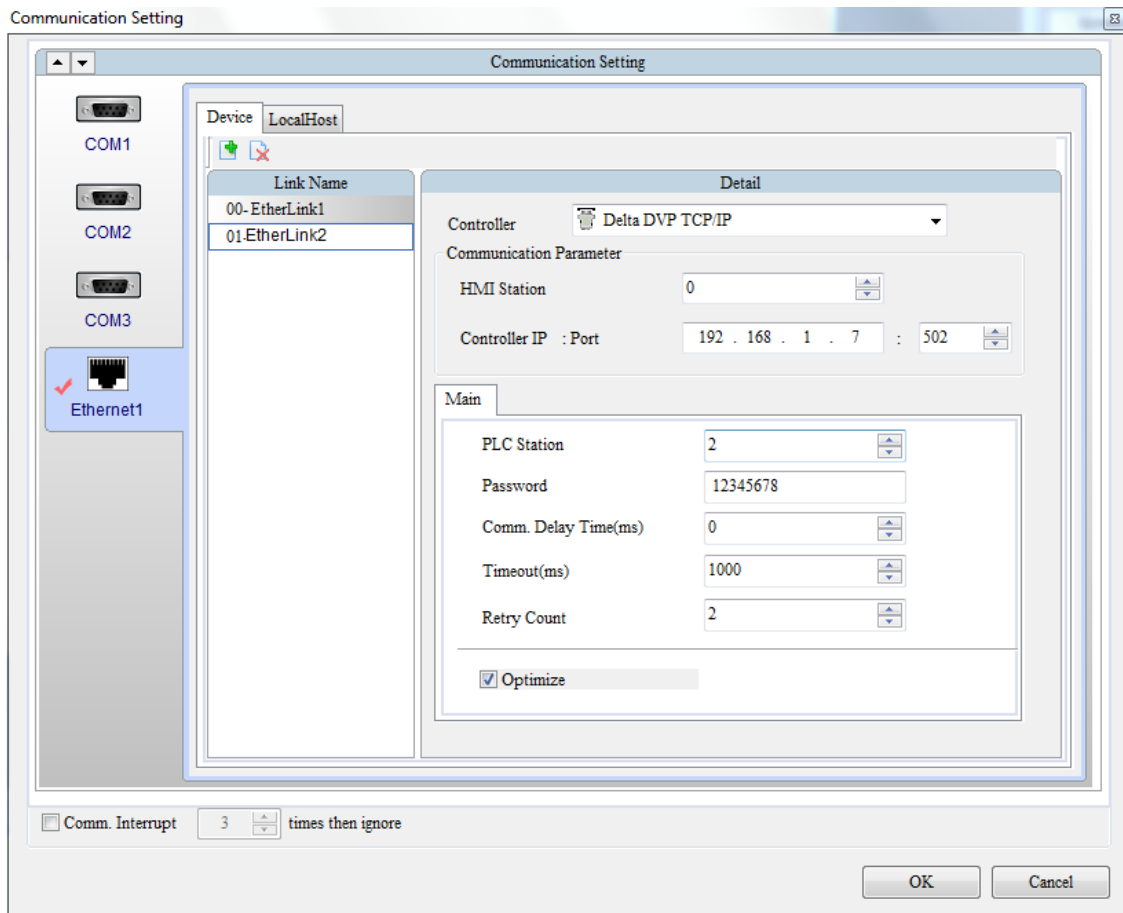 Communication Setting
Communication Setting
COM1
COM2
COM3
Ethernet1
Device LocalHost
Link Name
00- EtherLink1
01-EtherLink2
Detail
Controller Delta DVP TCP/IP
Communication Parameter
HMI Station 0
Controller IP : Port 192 . 168 . 1 . 7 : 502
Main
PLC Station 2
Password 12345678
Comm. Delay Time(ms) 0
Timeout(ms) 1000
Retry Count 2
Optimize
Comm. Interrupt 3 times then ignore
OK Cancel